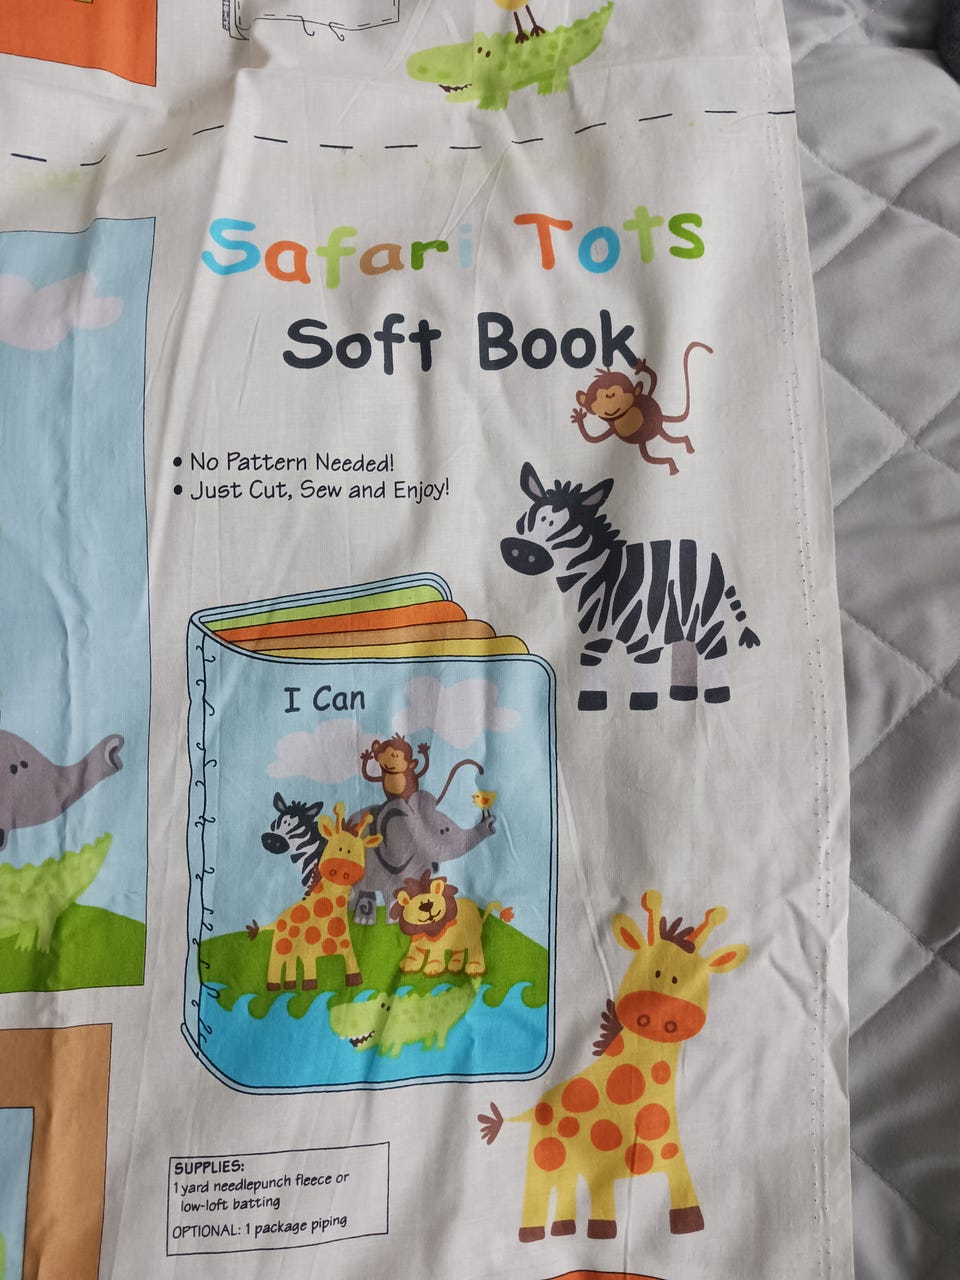 Safari Tots
Soft Book
• No Pattern Needed!
• Just Cut, Sew and Enjoy!
I Can
SUPPLIES:
1 yard needlepunch fleece or
low-loft batting
OPTIONAL: 1 package piping